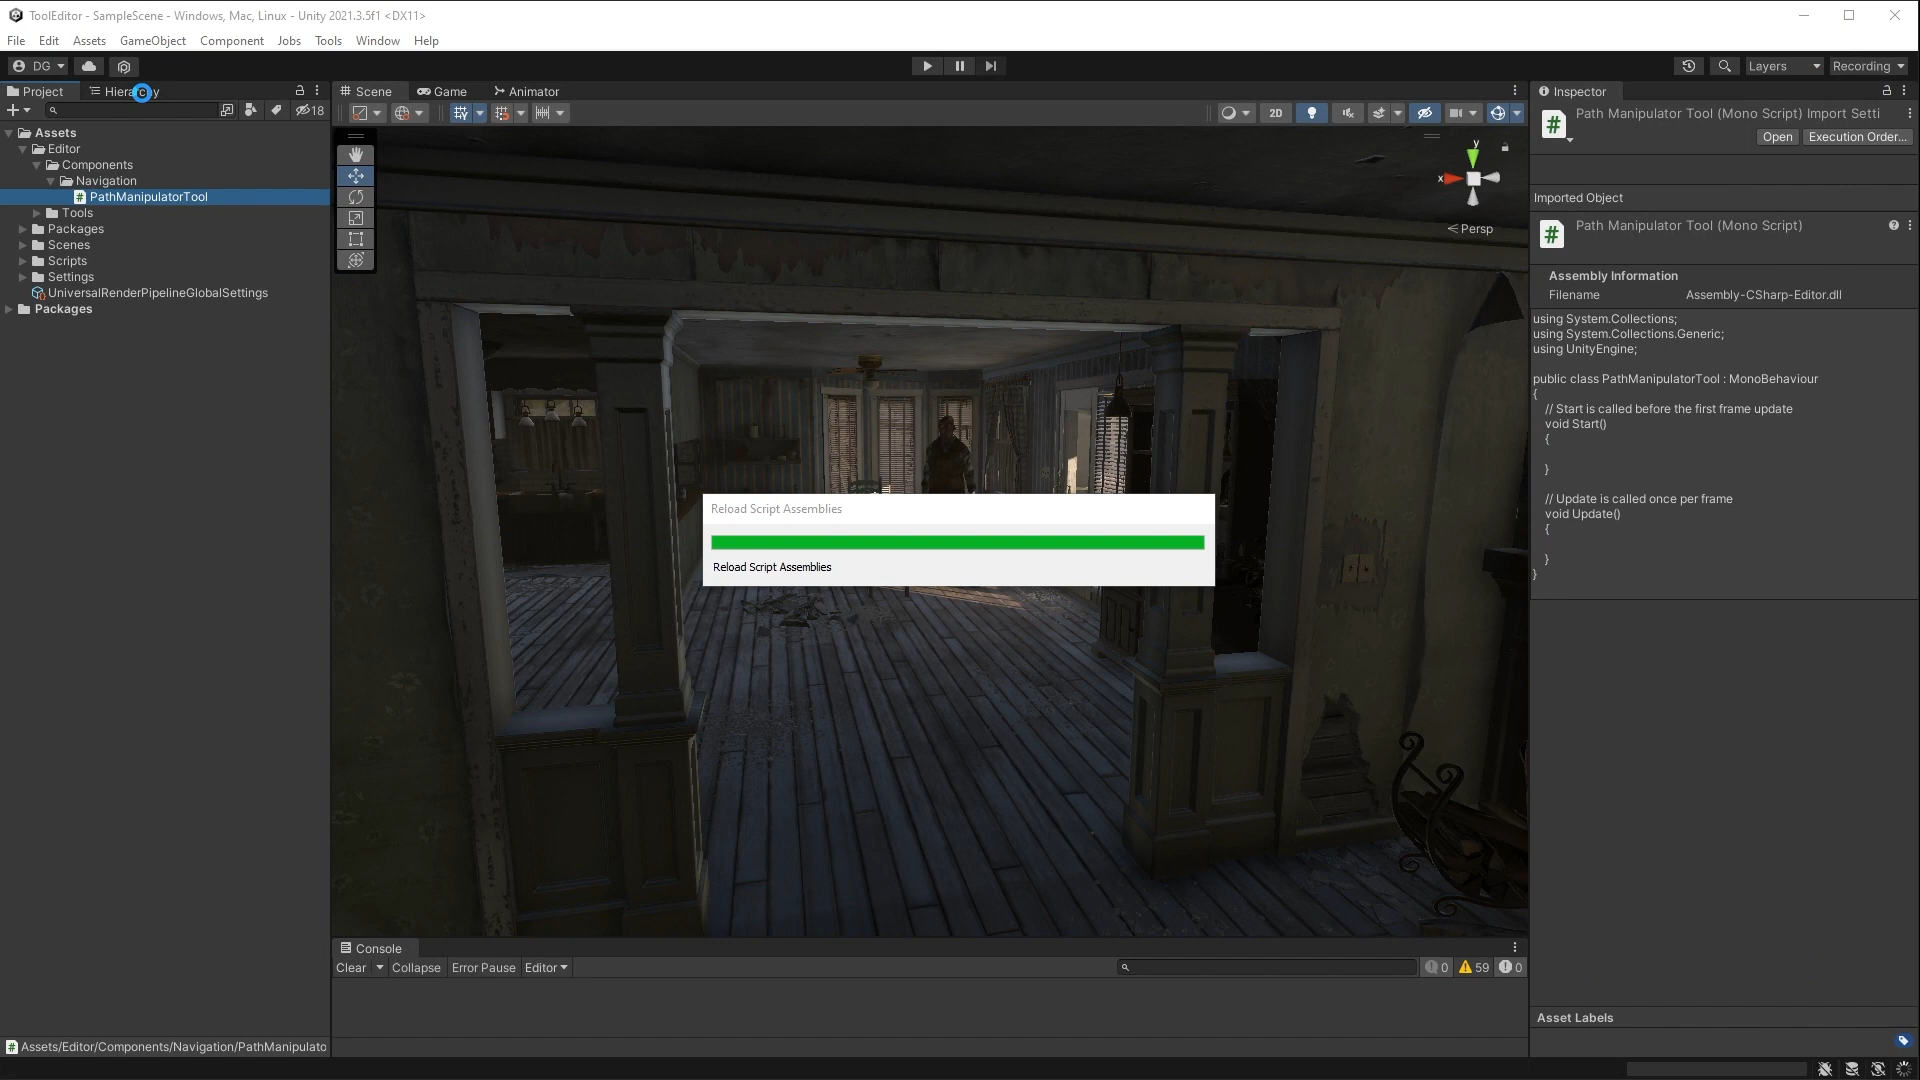 ToolEditor - SampleScene - Windows, Mac, Linux - Unity 2021.3.5f1 <DX11>
File Edit Assets GameObject Component Jobs Tools Window Help
DG
Layers
Recording
Project
Hierarchy
18
Assets
Editor
Components
Navigation
PathManipulatorTool
Tools
Packages
Scenes
Scripts
Settings
UniversalRenderPipelineGlobalSettings
Packages
Assets/Editor/Components/Navigation/PathManipulato
Scene
Game
Animator
2D
y
x
Persp
Reload Script Assemblies
Reload Script Assemblies
Console
Clear Collapse Error Pause Editor
0 59 0
Inspector
Path Manipulator Tool (Mono Script) Import Setti
Open Execution Order...
Imported Object
Path Manipulator Tool (Mono Script)
Assembly Information
Filename Assembly-CSharp-Editor.dll
using System.Collections;
using System.Collections.Generic;
using UnityEngine;
public class PathManipulatorTool : MonoBehaviour
{
// Start is called before the first frame update
void Start()
{
}
// Update is called once per frame
void Update()
{
}
}
Asset Labels